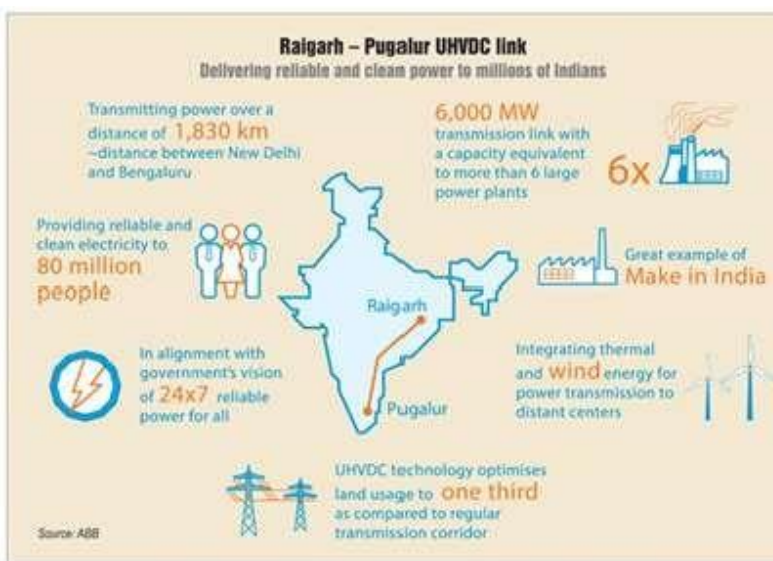 Raigarh – Pugalur UHVDC link
Delivering reliable and clean power to millions of Indians
Transmitting power over a
distance of 1,830 km
~distance between New Delhi
and Bengaluru
6,000 MW
transmission link with
a capacity equivalent
to more than 6 large
power plants
6x
Providing reliable and
clean electricity to
80 million
people
Great example of
Make in India
Raigarh
In alignment with
government's vision
of 24x7 reliable
power for all
Integrating thermal
and wind energy for
power transmission to
distant centers
Pugalur
UHVDC technology optimises
land usage to one third
as compared to regular
transmission corridor
Source: ABB